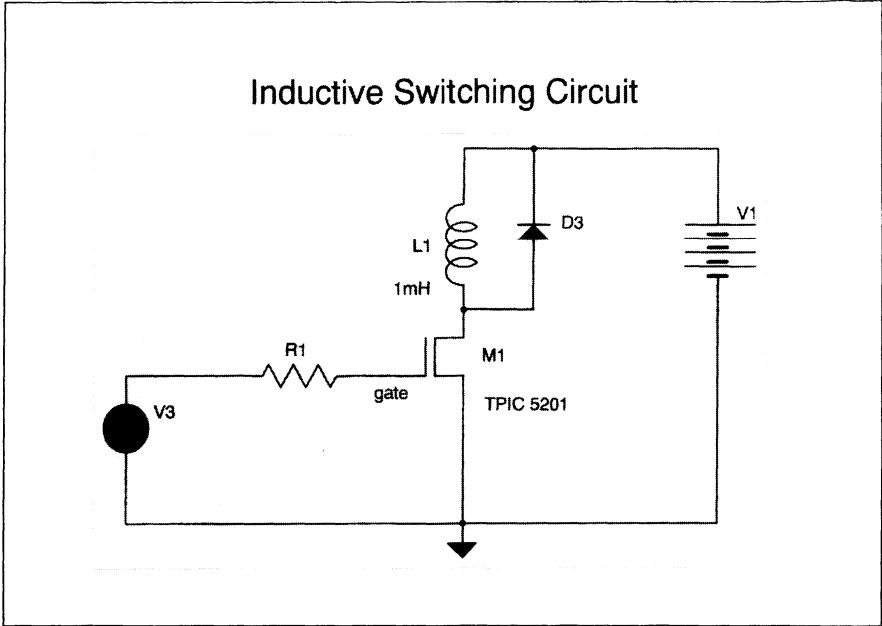 Inductive Switching Circuit
V1
D3
L1
1mH
R1
M1
gate
TPIC 5201
V3